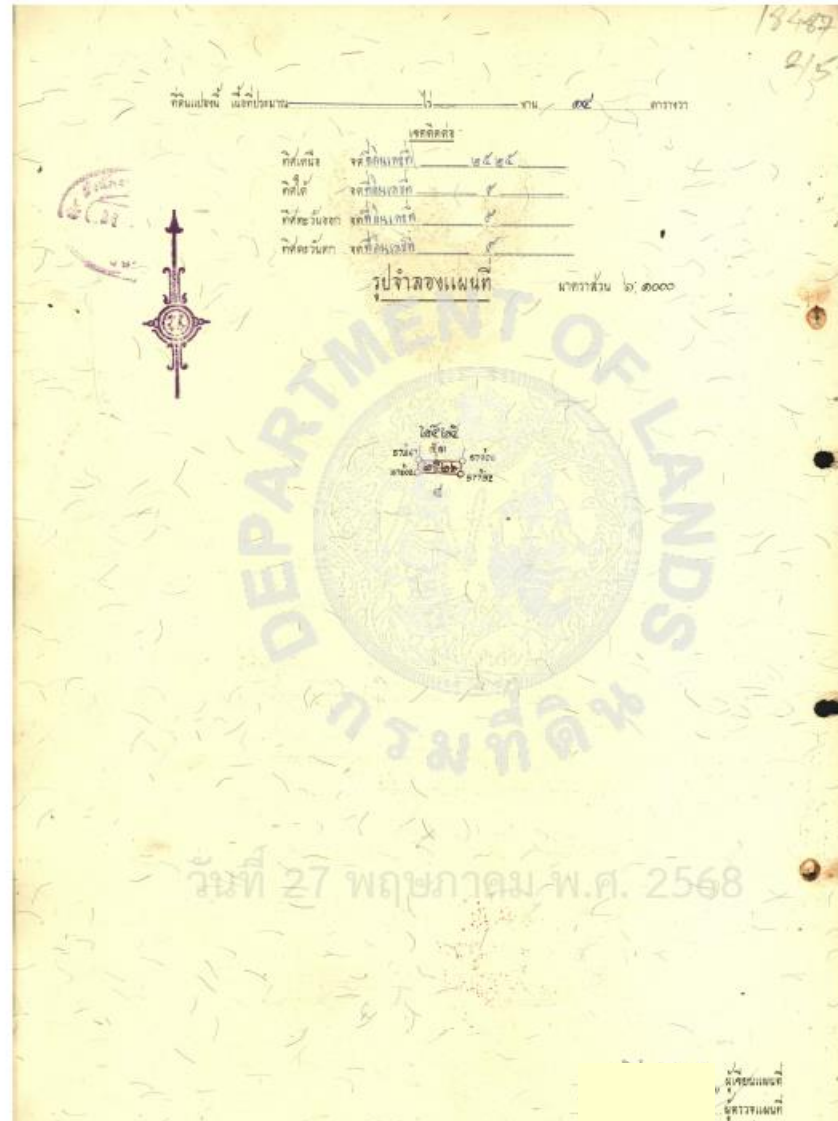 18487
215
ที่ดินแปลงนี้ เนื้อที่ประมาณ ไร่ งาน ๑๔ ตารางวา
เขตติดต่อ
ทิศเหนือ จดที่ดินเลขที่ ๒๕๒๕
ทิศใต้ จดที่ดินเลขที่ ๙
ทิศตะวันออก จดที่ดินเลขที่ ๙
ทิศตะวันตก จดที่ดินเลขที่ ๙
รูปจำลองแผนที่ มาตราส่วน ๑: ๑๐๐๐
DEPARTMENT OF LANDS
๒๕๒๕
๒๕๒๖
กรมที่ดิน
วันที่ 27 พฤษภาคม พ.ศ. 2568
ผู้เขียนแผนที่
ผู้ตรวจแผนที่